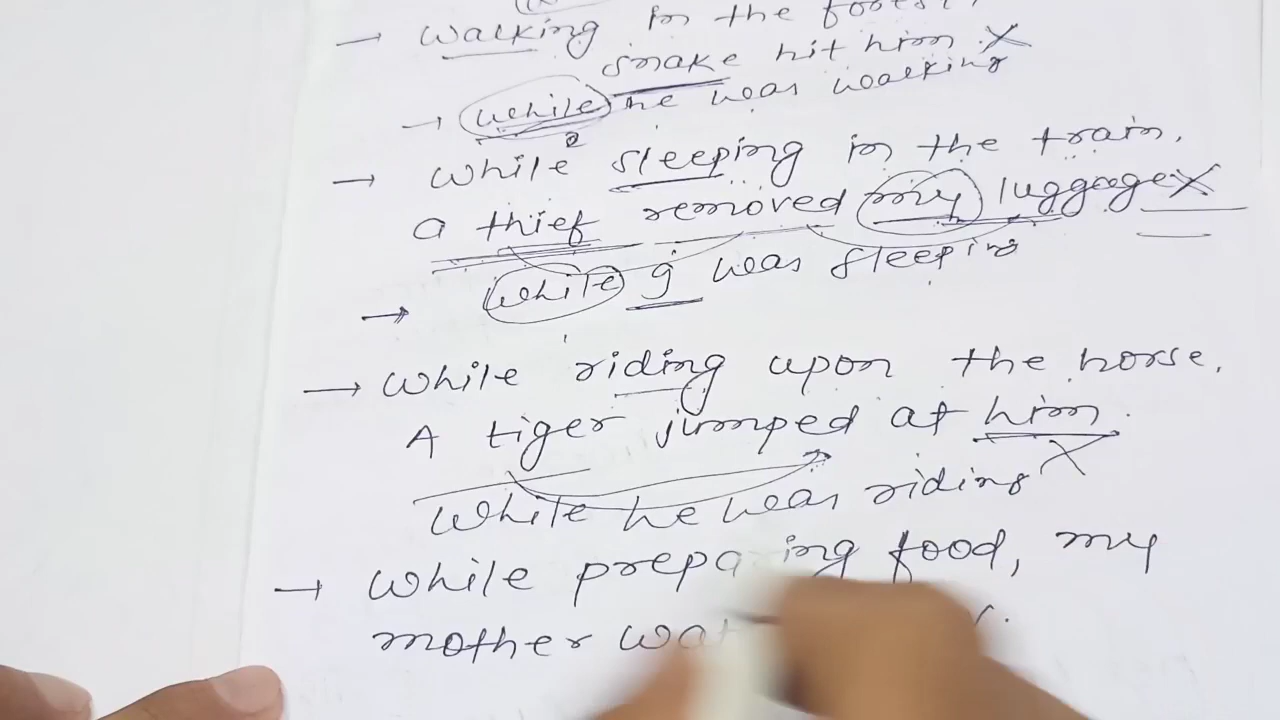 → walking in the forest,
snake hit him ✗
→ while he was walking
→ while sleeping in the train,
a thief removed my luggage ✗
→ while I was sleeping
→ while riding upon the horse,
A tiger jumped at him. ✗
while he was riding
→ while preparing food, my
mother